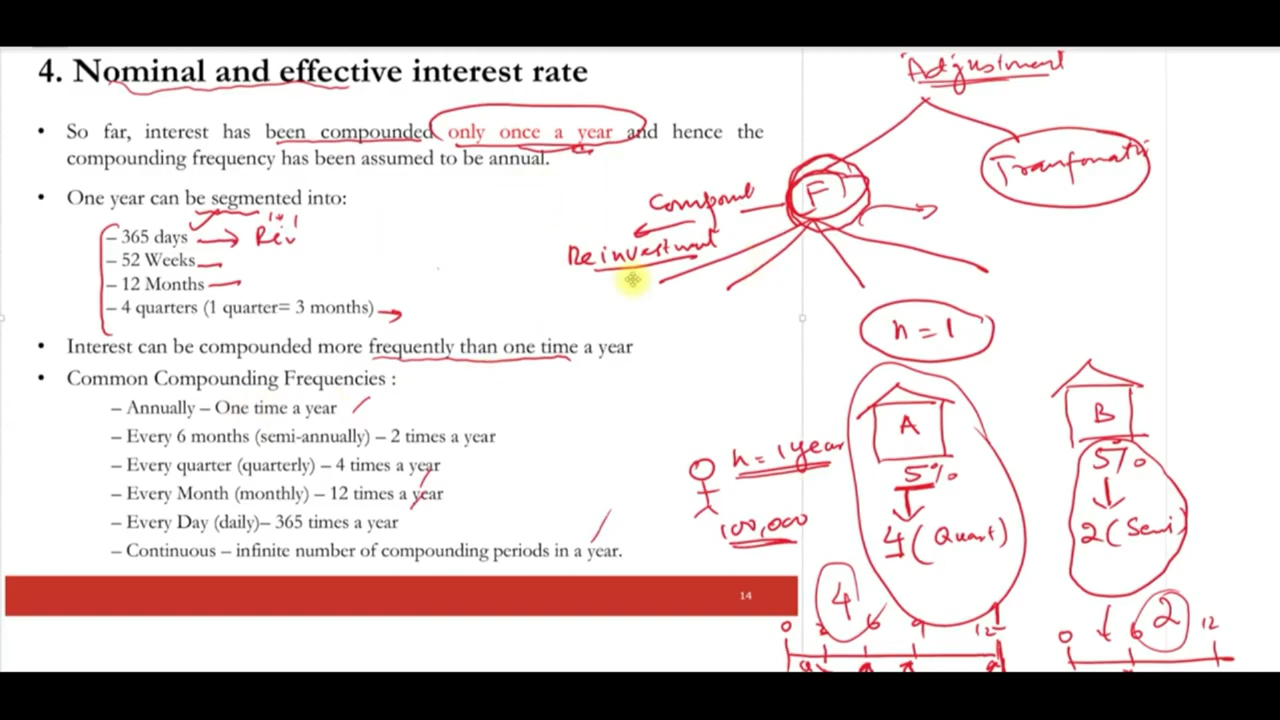 4. Nominal and effective interest rate
• So far, interest has been compounded only once a year and hence the
compounding frequency has been assumed to be annual.
• One year can be segmented into:
– 365 days
– 52 Weeks
– 12 Months
– 4 quarters (1 quarter= 3 months)
• Interest can be compounded more frequently than one time a year
• Common Compounding Frequencies :
– Annually – One time a year
– Every 6 months (semi-annually) – 2 times a year
– Every quarter (quarterly) – 4 times a year
– Every Month (monthly) – 12 times a year
– Every Day (daily)– 365 times a year
– Continuous – infinite number of compounding periods in a year.
14
Adjustment
F
n = 1
A
5%
4 (Quart)
n = 1 year
100,000
B
5%
2 (Semi)
4
0 6 9 12
2
0 6 12